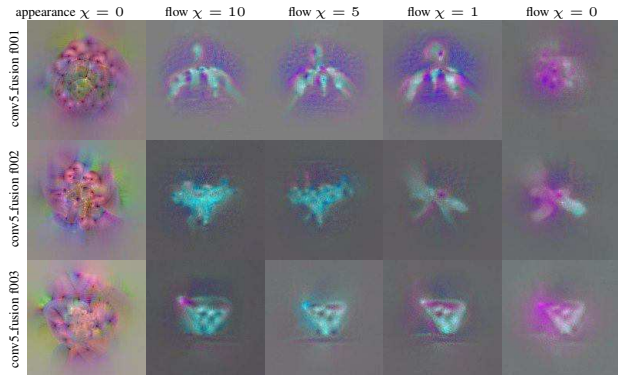 appearance χ = 0 flow χ = 10 flow χ = 5 flow χ = 1 flow χ = 0
conv5_fusion f001
conv5_fusion f002
conv5_fusion f003